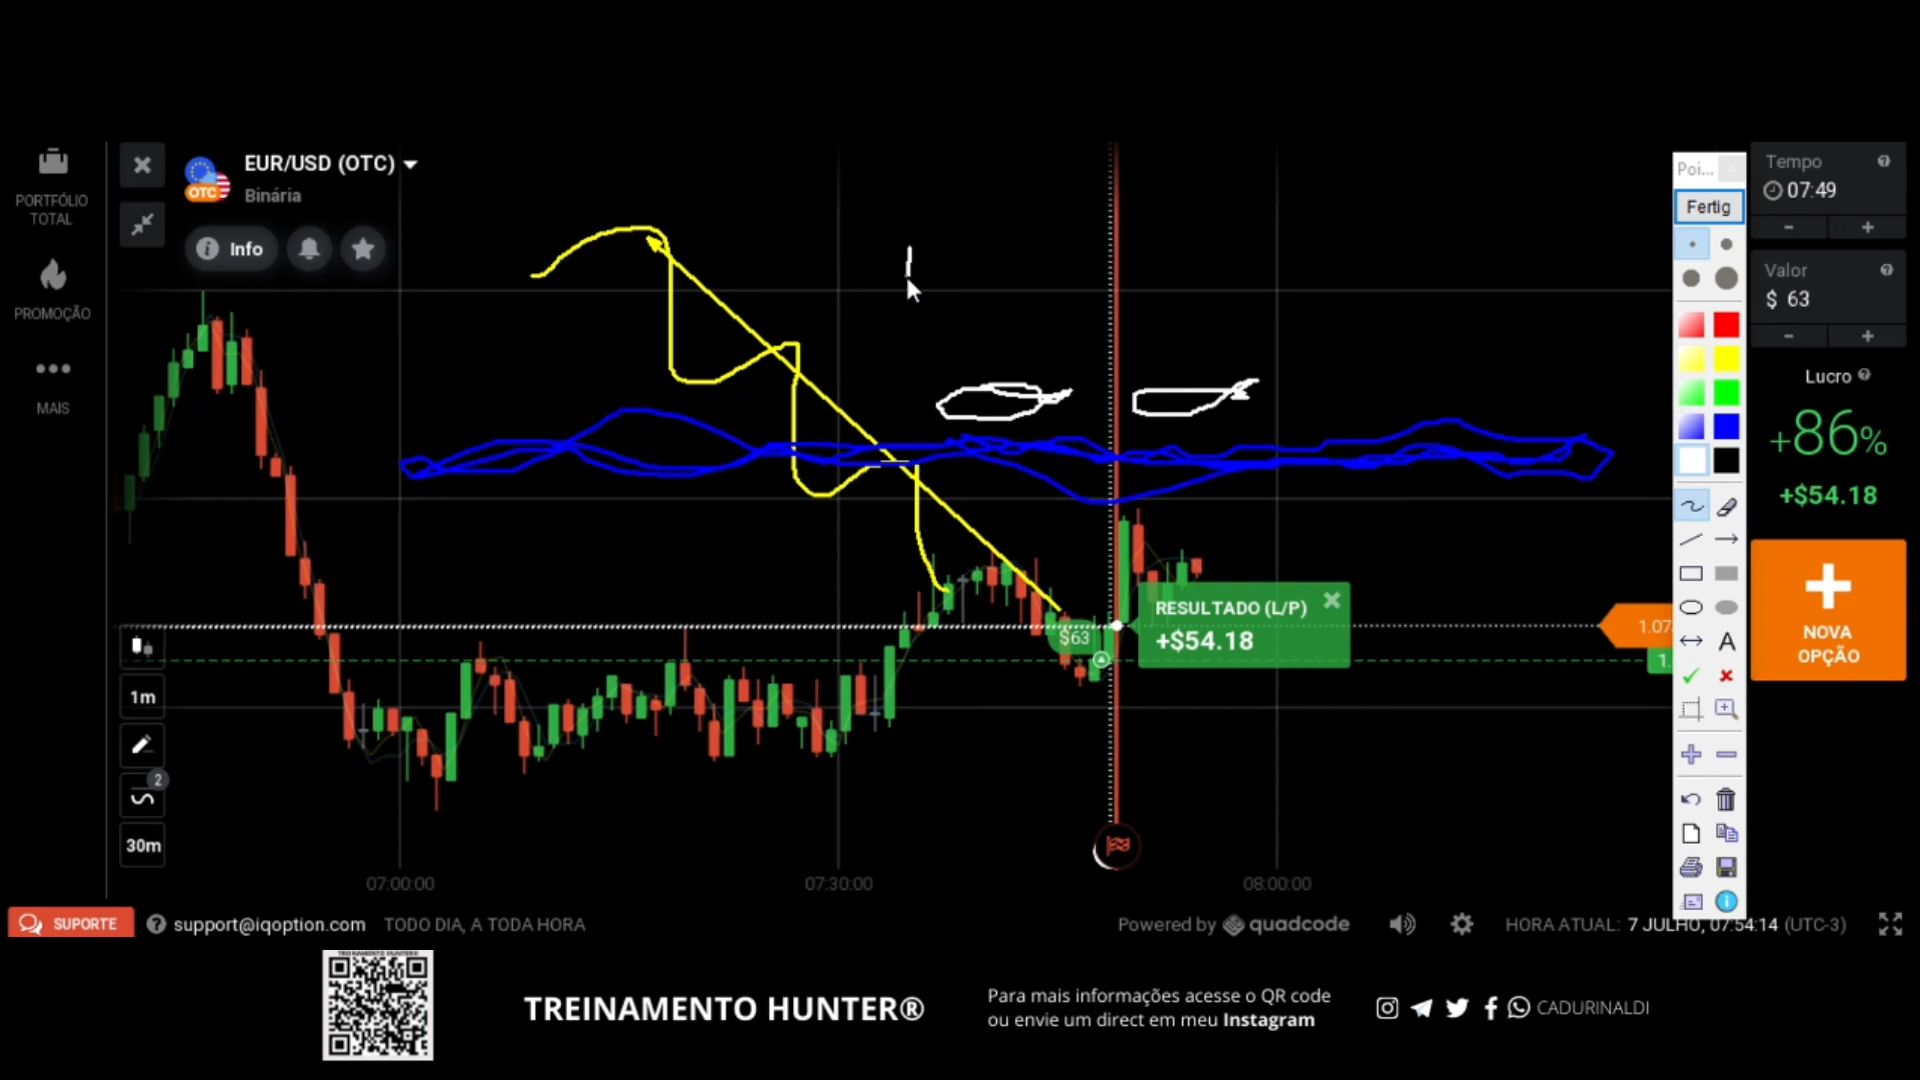 PORTFÓLIO
TOTAL
PROMOÇÃO
MAIS
EUR/USD (OTC)
OTC
Binária
Info
Poi...
Fertig
A
Tempo
07:49
Valor
$ 63
Lucro
+86%
+$54.18
NOVA
OPÇÃO
1.07
1.
RESULTADO (L/P)
+$54.18
$63
1m
2
30m
07:00:00
07:30:00
08:00:00
SUPORTE
support@iqoption.com
TODO DIA, A TODA HORA
Powered by quadcode
HORA ATUAL: 7 JULHO, 07:54:14 (UTC-3)
TREINAMENTO HUNTER®
TREINAMENTO HUNTER®
Para mais informações acesse o QR code
ou envie um direct em meu Instagram
CADURINALDI